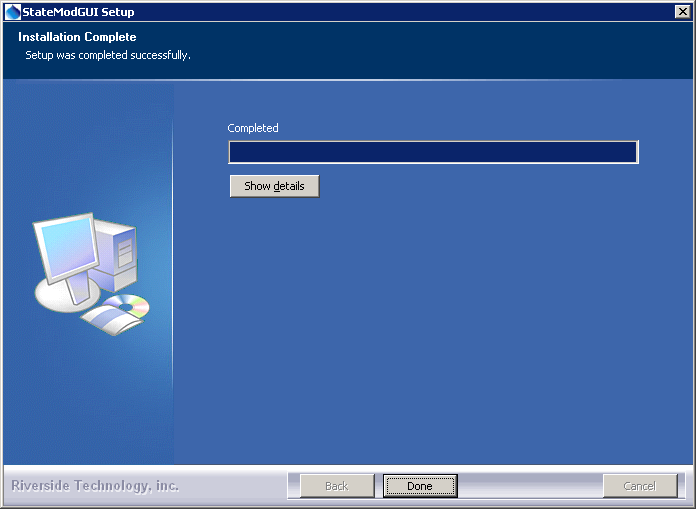 StateModGUI Setup
Installation Complete
Setup was completed successfully.
Completed
Show details
Riverside Technology, inc.
Back
Done
Cancel